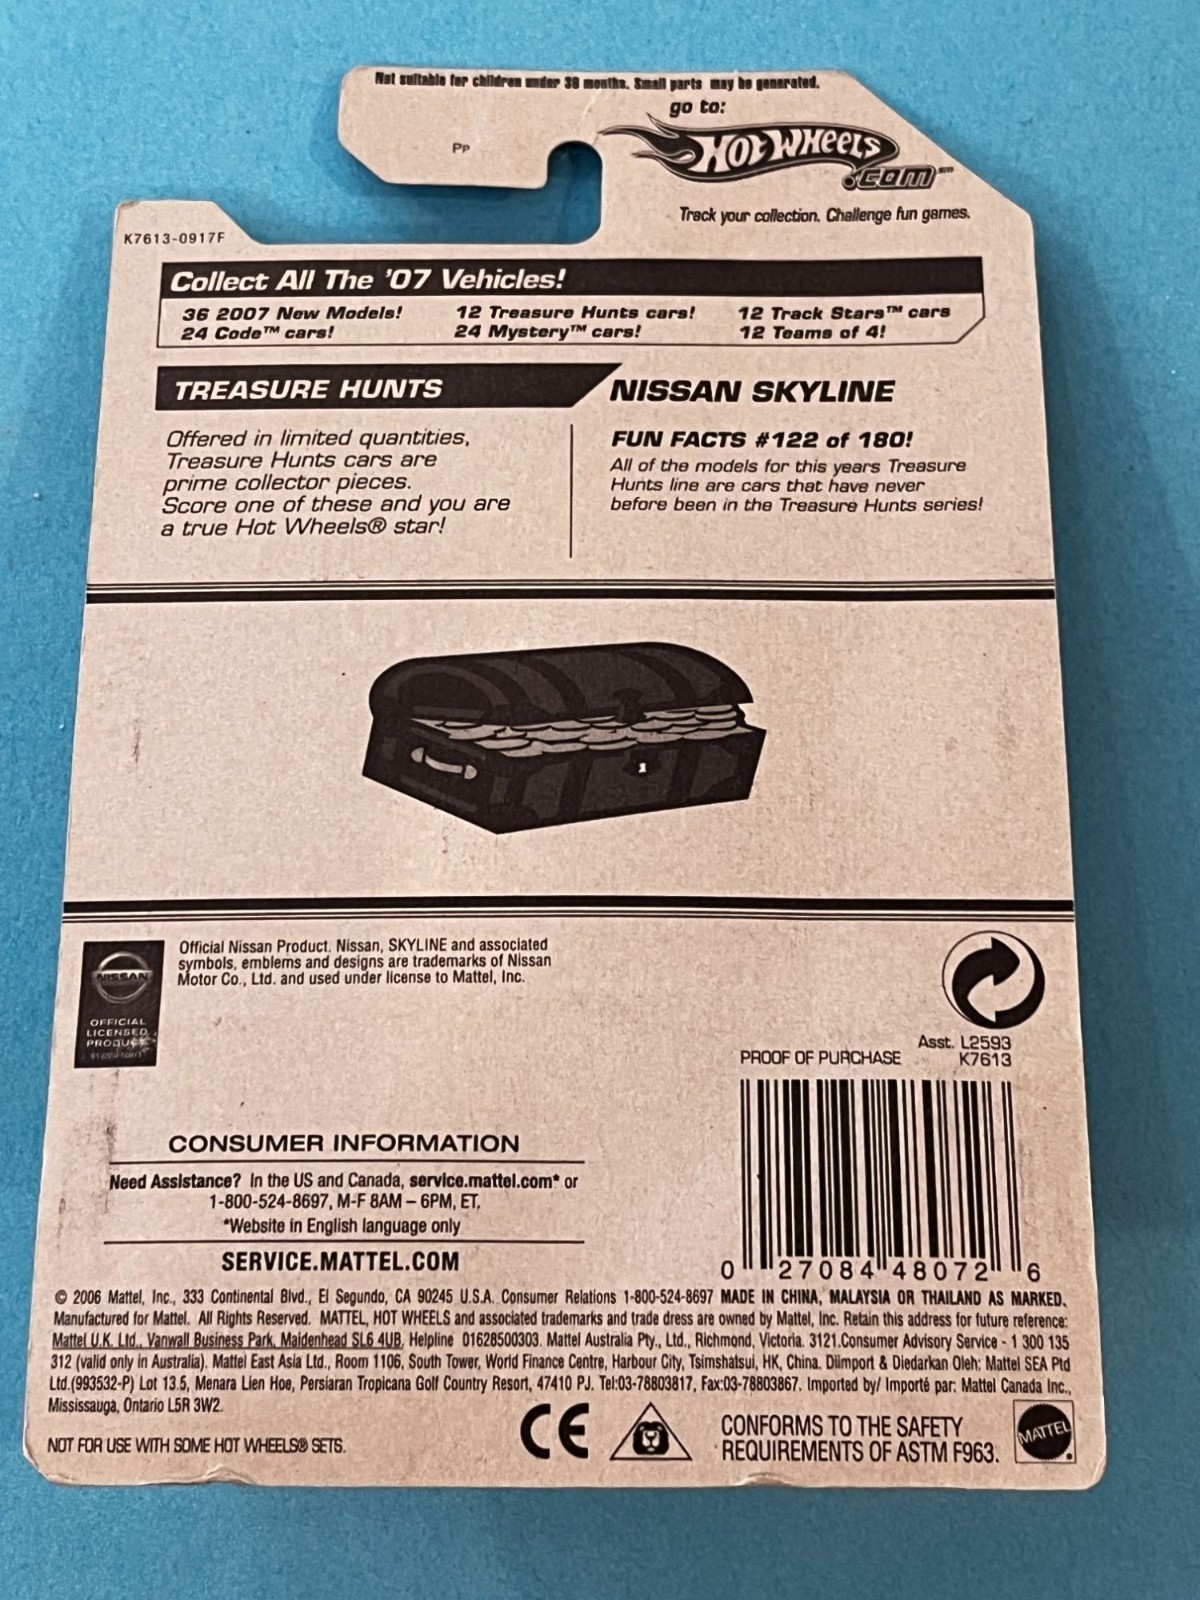 Not suitable for children under 36 months. Small parts may be generated.
go to:
Pp
HOT WHEELS
.COM
Track your collection. Challenge fun games.
K7613-0917F
Collect All The '07 Vehicles!
36 2007 New Models! 12 Treasure Hunts cars! 12 Track Stars™ cars
24 Code™ cars! 24 Mystery™ cars! 12 Teams of 4!
TREASURE HUNTS
Offered in limited quantities,
Treasure Hunts cars are
prime collector pieces.
Score one of these and you are
a true Hot Wheels® star!
NISSAN SKYLINE
FUN FACTS #122 of 180!
All of the models for this years Treasure
Hunts line are cars that have never
before been in the Treasure Hunts series!
NISSAN
OFFICIAL
LICENSED
PRODUCT
Official Nissan Product. Nissan, SKYLINE and associated
symbols, emblems and designs are trademarks of Nissan
Motor Co., Ltd. and used under license to Mattel, Inc.
Asst. L2593
PROOF OF PURCHASE K7613
0 27084 48072 6
CONSUMER INFORMATION
Need Assistance? In the US and Canada, service.mattel.com* or
1-800-524-8697, M-F 8AM – 6PM, ET.
*Website in English language only
SERVICE.MATTEL.COM
© 2006 Mattel, Inc., 333 Continental Blvd., El Segundo, CA 90245 U.S.A. Consumer Relations 1-800-524-8697 MADE IN CHINA, MALAYSIA OR THAILAND AS MARKED.
Manufactured for Mattel. All Rights Reserved. MATTEL, HOT WHEELS and associated trademarks and trade dress are owned by Mattel, Inc. Retain this address for future reference:
Mattel U.K. Ltd., Vanwall Business Park, Maidenhead SL6 4UB, Helpline 01628500303. Mattel Australia Pty., Ltd., Richmond, Victoria. 3121.Consumer Advisory Service - 1 300 135
312 (valid only in Australia). Mattel East Asia Ltd., Room 1106, South Tower, World Finance Centre, Harbour City, Tsimshatsui, HK, China. Diimport & Diedarkan Oleh: Mattel SEA Ptd
Ltd.(993532-P) Lot 13.5, Menara Lien Hoe, Persiaran Tropicana Golf Country Resort, 47410 PJ. Tel:03-78803817, Fax:03-78803867. Imported by/ Importé par: Mattel Canada Inc.,
Mississauga, Ontario L5R 3W2.
NOT FOR USE WITH SOME HOT WHEELS® SETS.
CE
CONFORMS TO THE SAFETY
REQUIREMENTS OF ASTM F963.
MATTEL